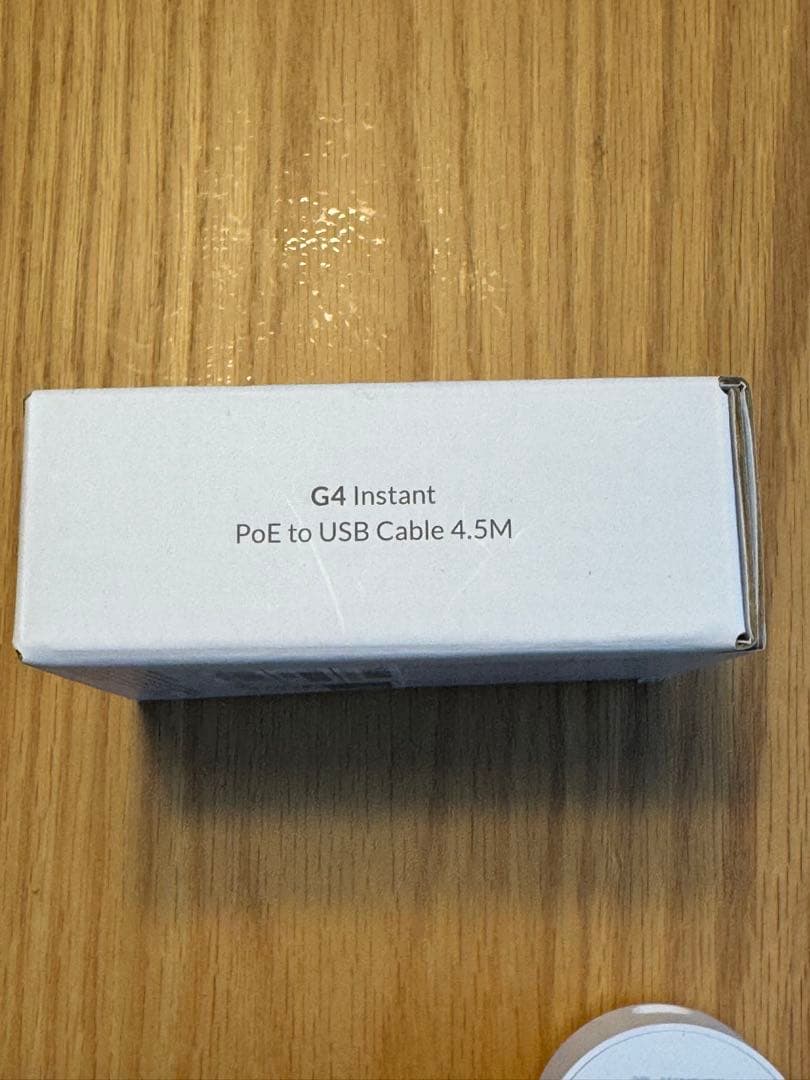 G4 Instant
PoE to USB Cable 4.5M